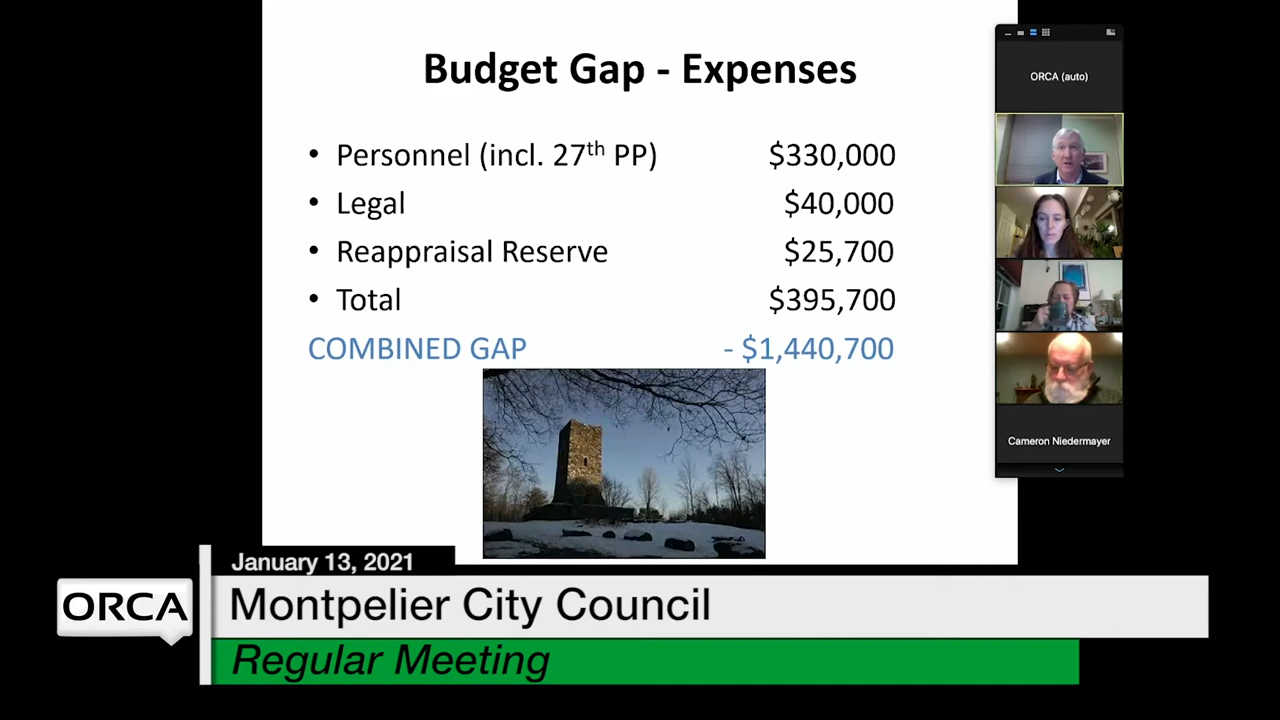 Budget Gap - Expenses
• Personnel (incl. 27th PP) $330,000
• Legal $40,000
• Reappraisal Reserve $25,700
• Total $395,700
COMBINED GAP - $1,440,700
ORCA (auto)
Cameron Niedermayer
January 13, 2021
ORCA
Montpelier City Council
Regular Meeting